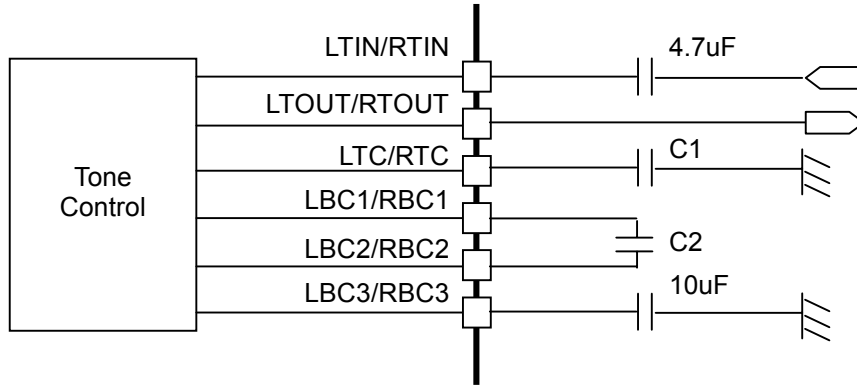 LTIN/RTIN
4.7uF
LTOUT/RTOUT
LTC/RTC
C1
Tone
Control
LBC1/RBC1
LBC2/RBC2
C2
LBC3/RBC3
10uF